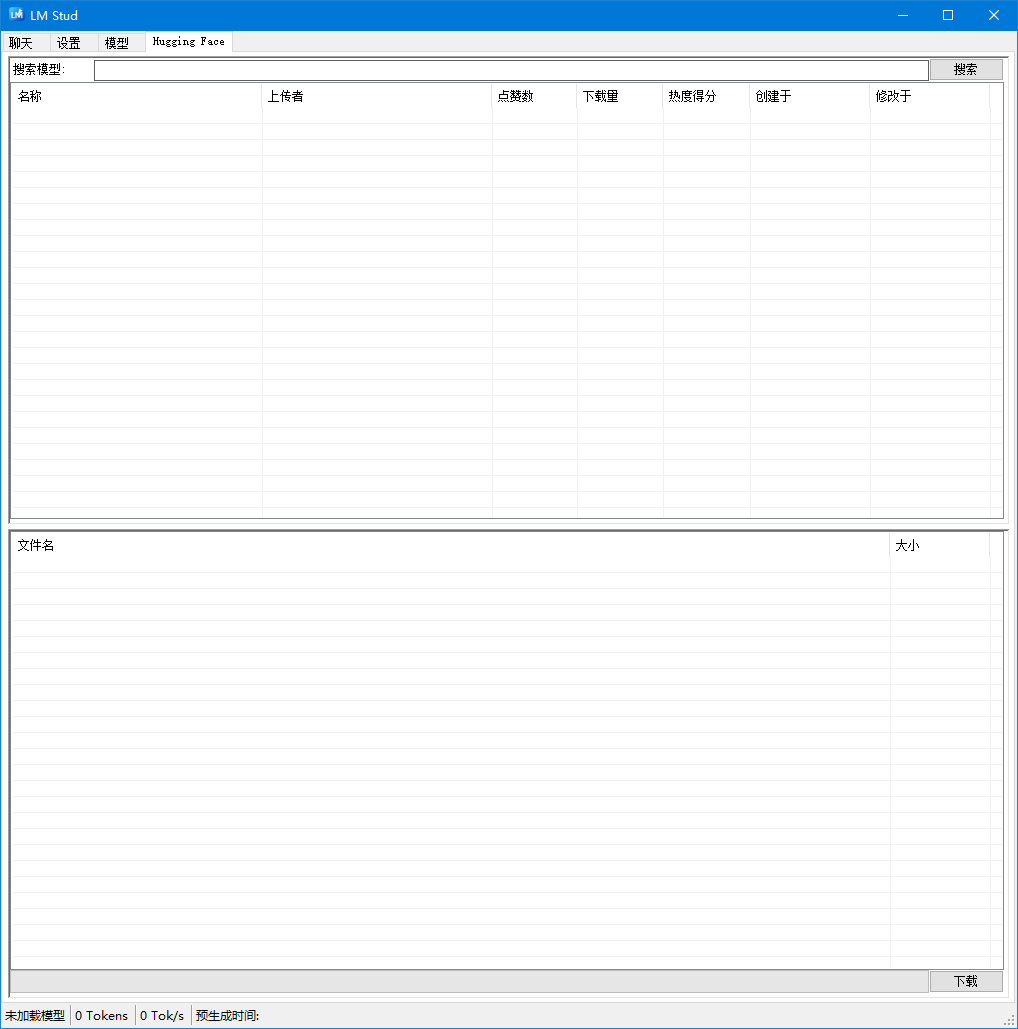 LM Stud
聊天 设置 模型 Hugging Face
搜索模型: 搜索
名称 上传者 点赞数 下载量 热度得分 创建于 修改于
文件名 大小
下载
未加载模型 0 Tokens 0 Tok/s 预生成时间: